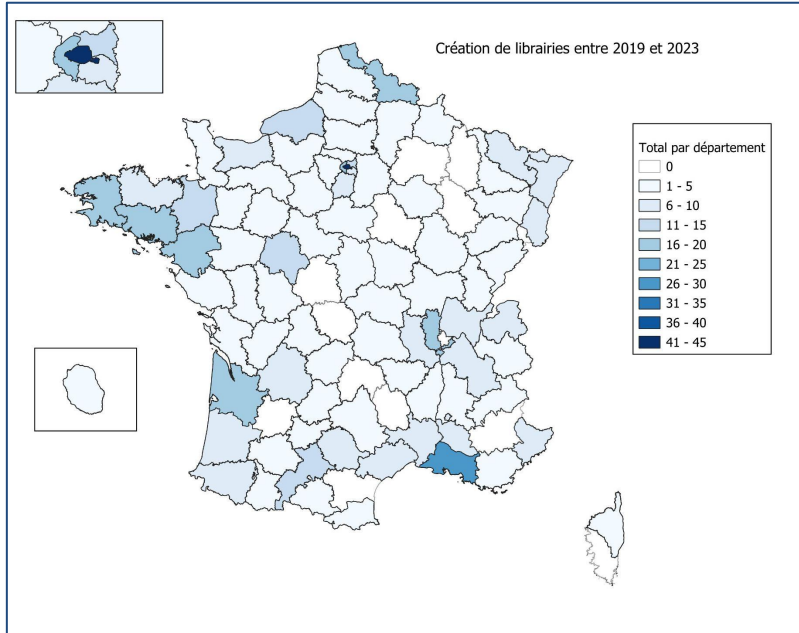 Création de librairies entre 2019 et 2023
Total par département
0
1 - 5
6 - 10
11 - 15
16 - 20
21 - 25
26 - 30
31 - 35
36 - 40
41 - 45